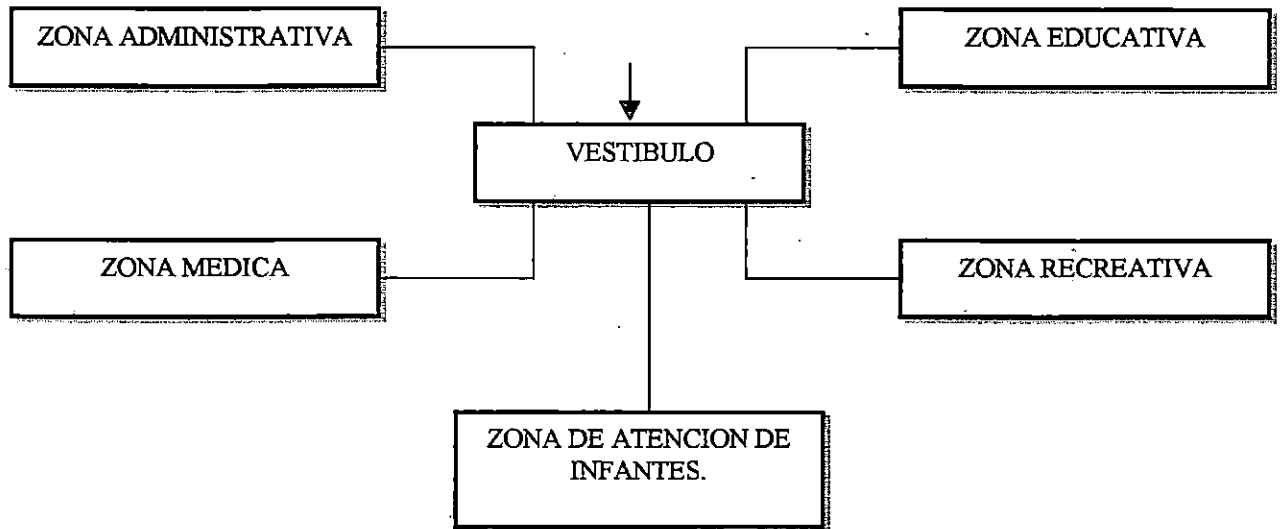 ZONA ADMINISTRATIVA
ZONA EDUCATIVA
VESTIBULO
ZONA MEDICA
ZONA RECREATIVA
ZONA DE ATENCION DE
INFANTES.